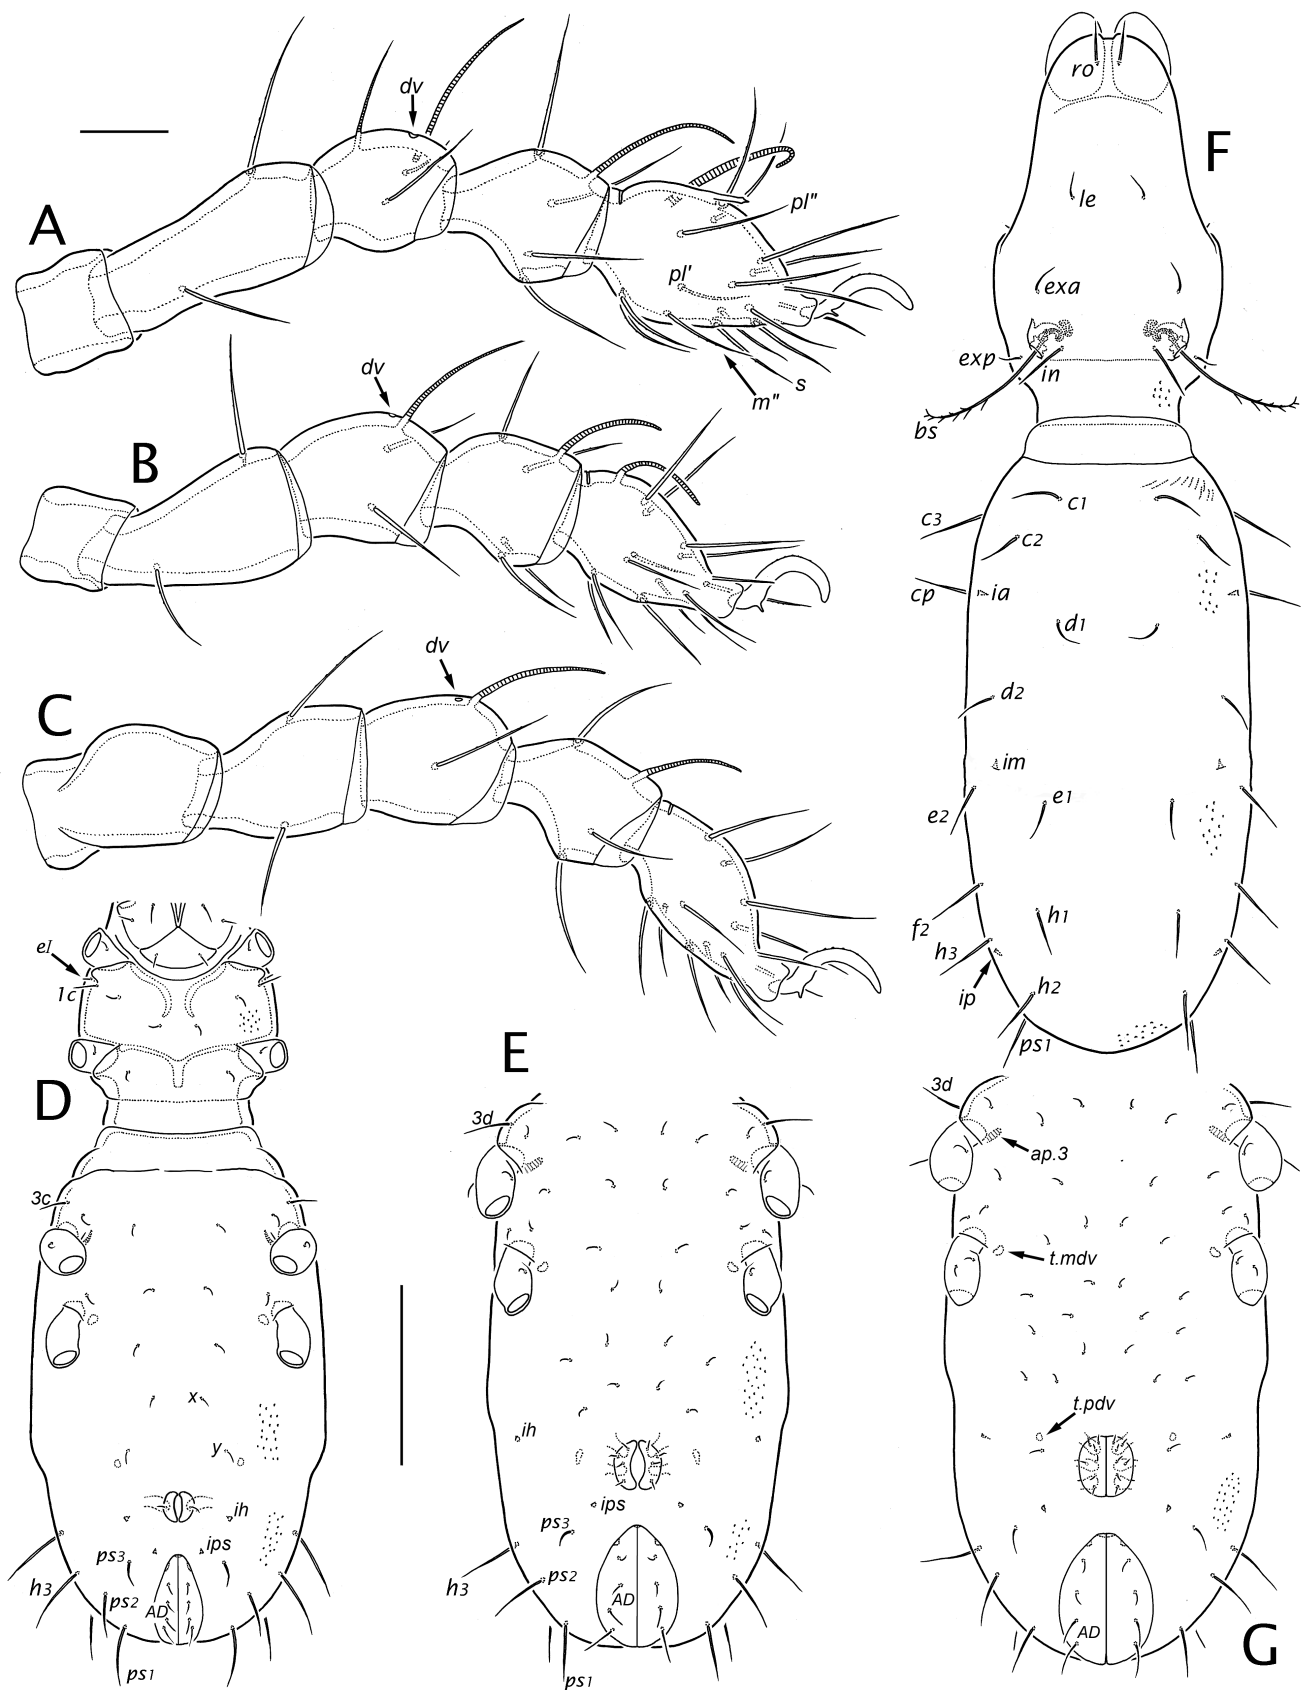 A
dv
pl"
pl'
s
m"
B
dv
C
dv
F
ro
le
exa
exp
in
bs
c1
c3
c2
cp
ia
d1
d2
im
e1
e2
h1
f2
h3
ip
h2
ps1
D
el
1c
3c
x
y
ih
ips
ps3
h3
ps2
AD
ps1
E
3d
ih
ips
ps3
ps2
h3
AD
ps1
G
3d
ap.3
t.mdv
t.pdv
AD